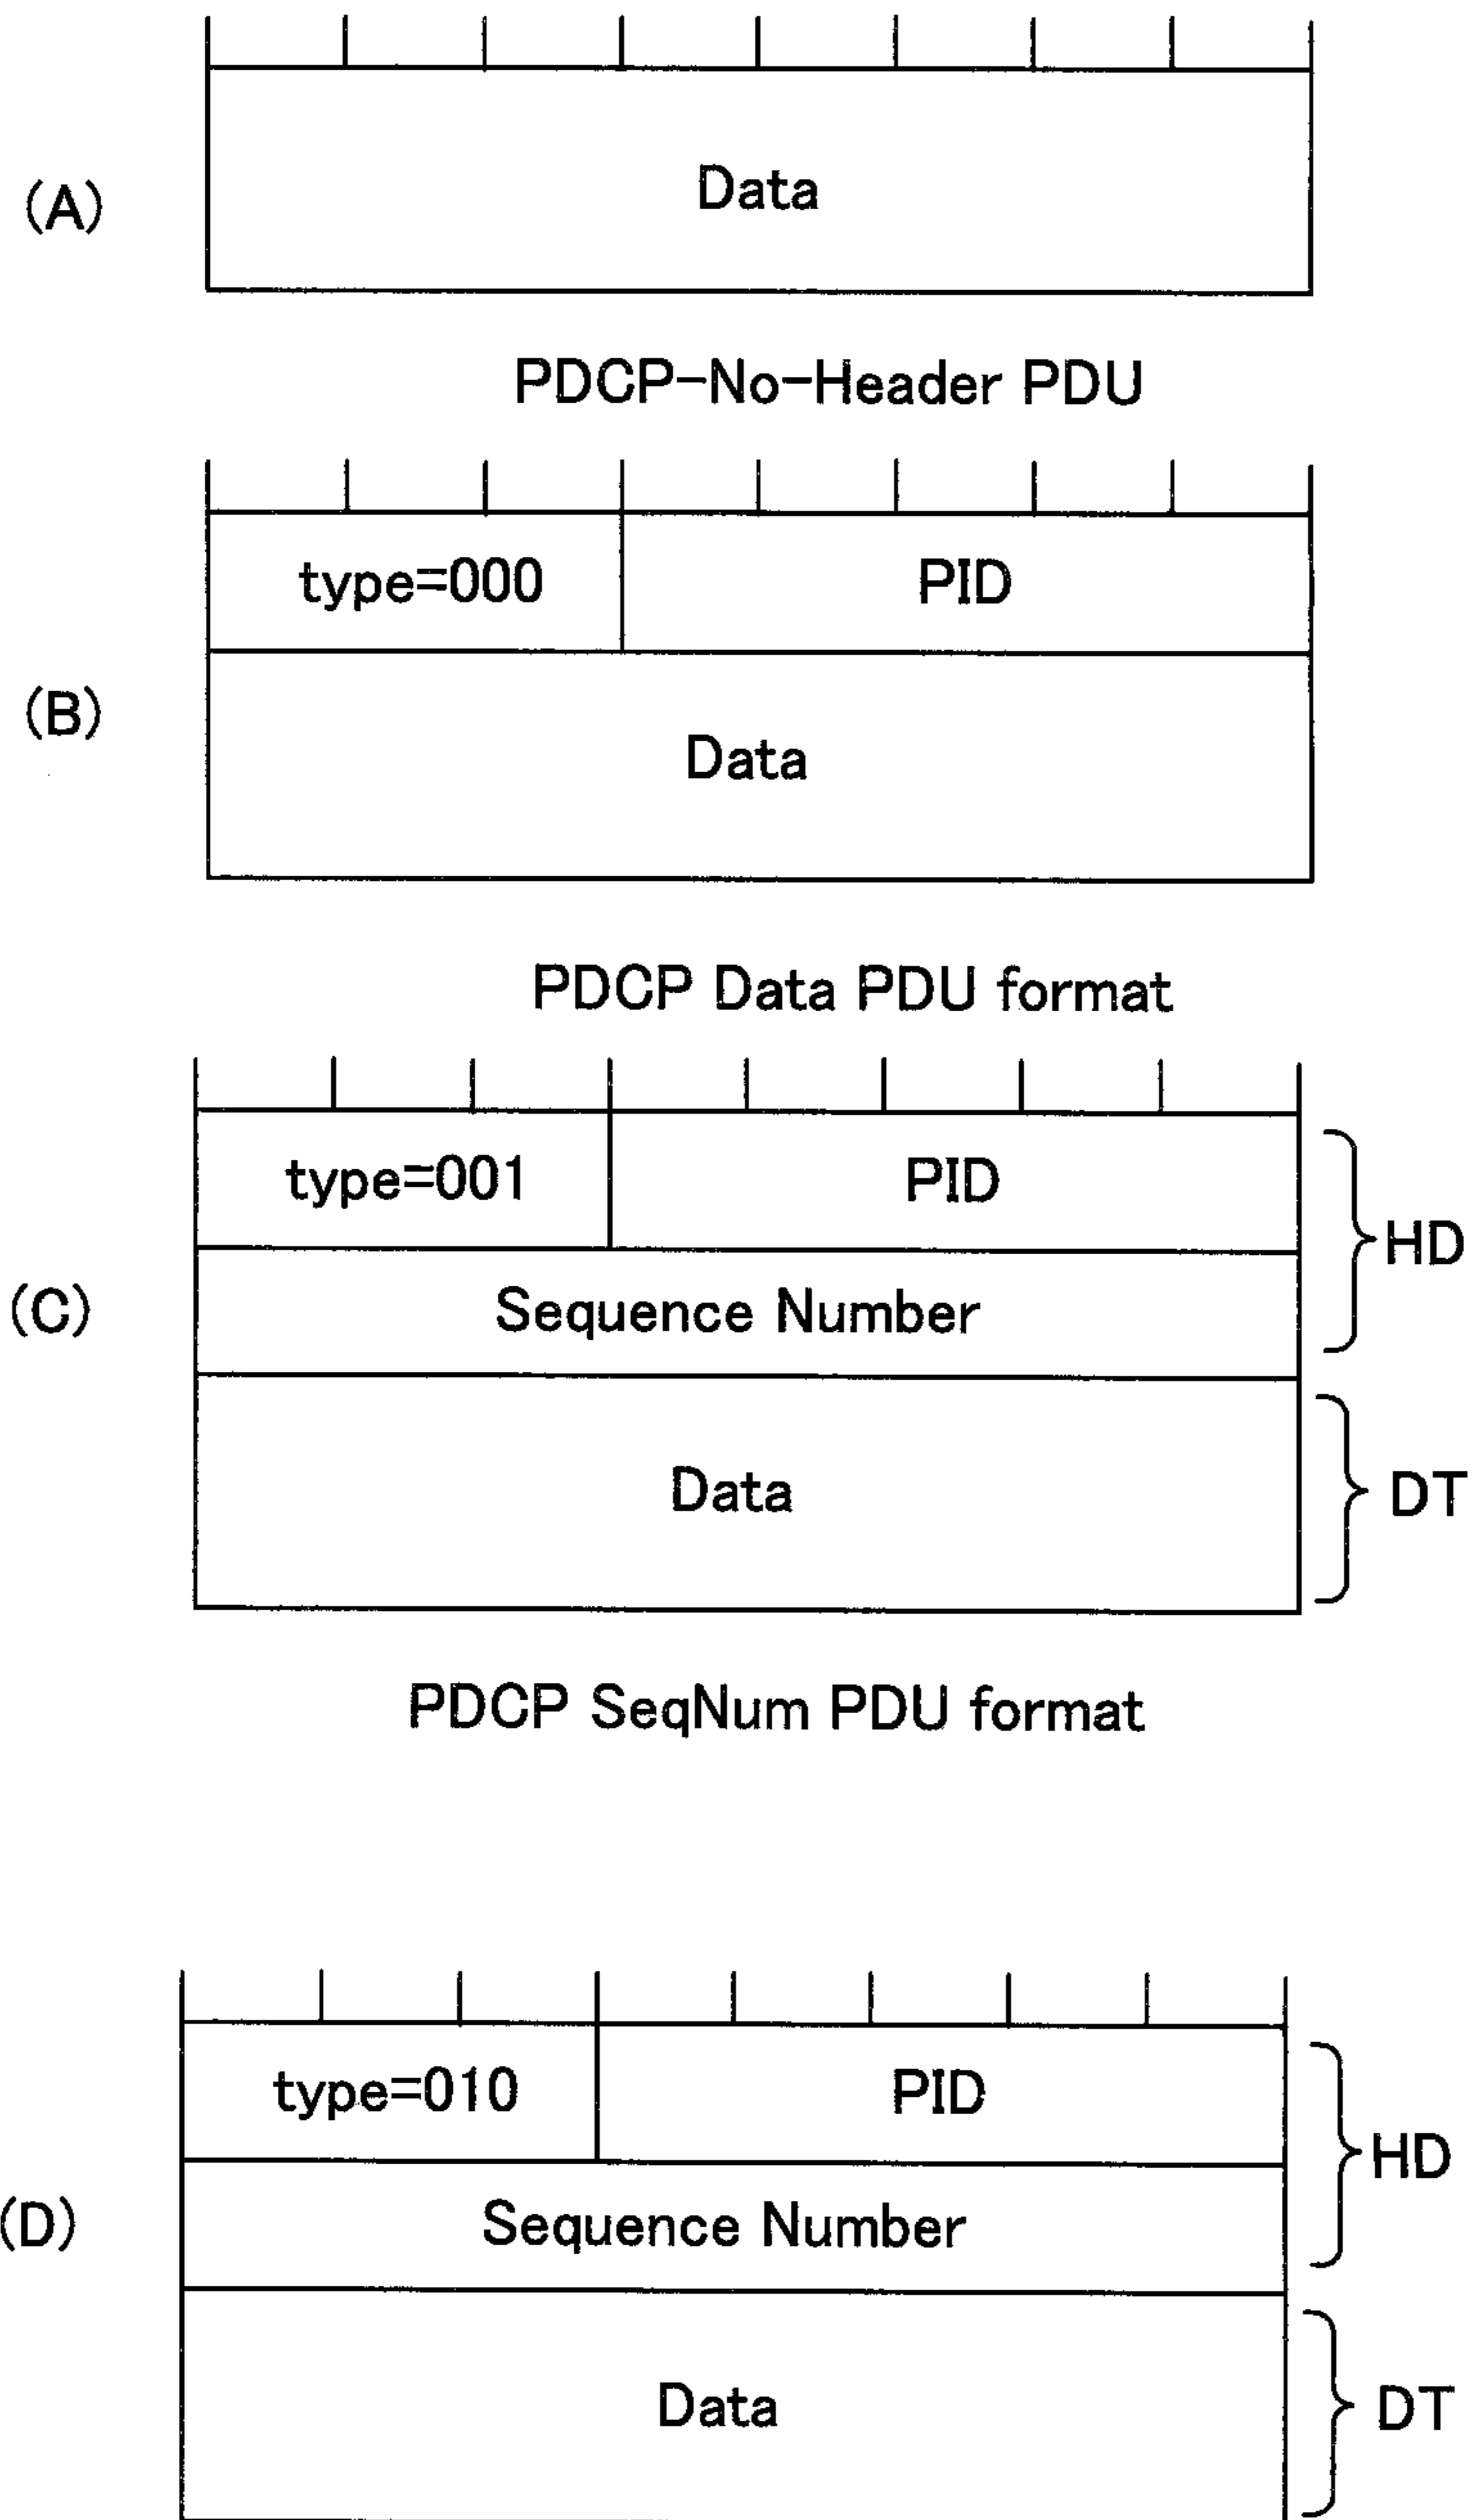 (A)
Data
PDCP-No-Header PDU
type=000 PID
(B)
Data
PDCP Data PDU format
type=001 PID
HD
(C)
Sequence Number
Data
DT
PDCP SeqNum PDU format
type=010 PID
HD
(D)
Sequence Number
Data
DT